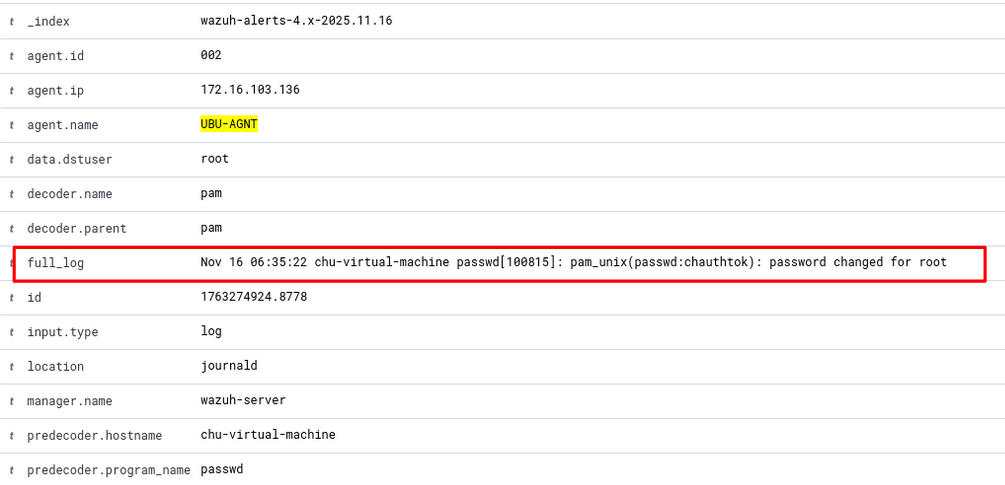 t _index wazuh-alerts-4.x-2025.11.16
t agent.id 002
t agent.ip 172.16.103.136
t agent.name UBU-AGNT
t data.dstuser root
t decoder.name pam
t decoder.parent pam
t full_log Nov 16 06:35:22 chu-virtual-machine passwd[100815]: pam_unix(passwd:chauthtok): password changed for root
t id 1763274924.8778
t input.type log
t location journald
t manager.name wazuh-server
t predecoder.hostname chu-virtual-machine
t predecoder.program_name passwd